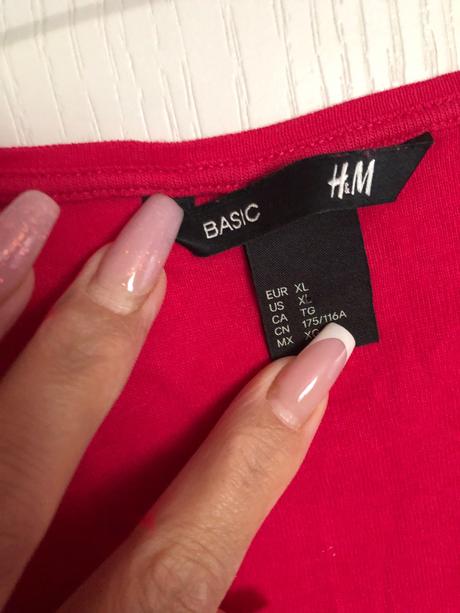 BASIC H&M
EUR XL
US XL
CA TG
CN 175/116A
MX